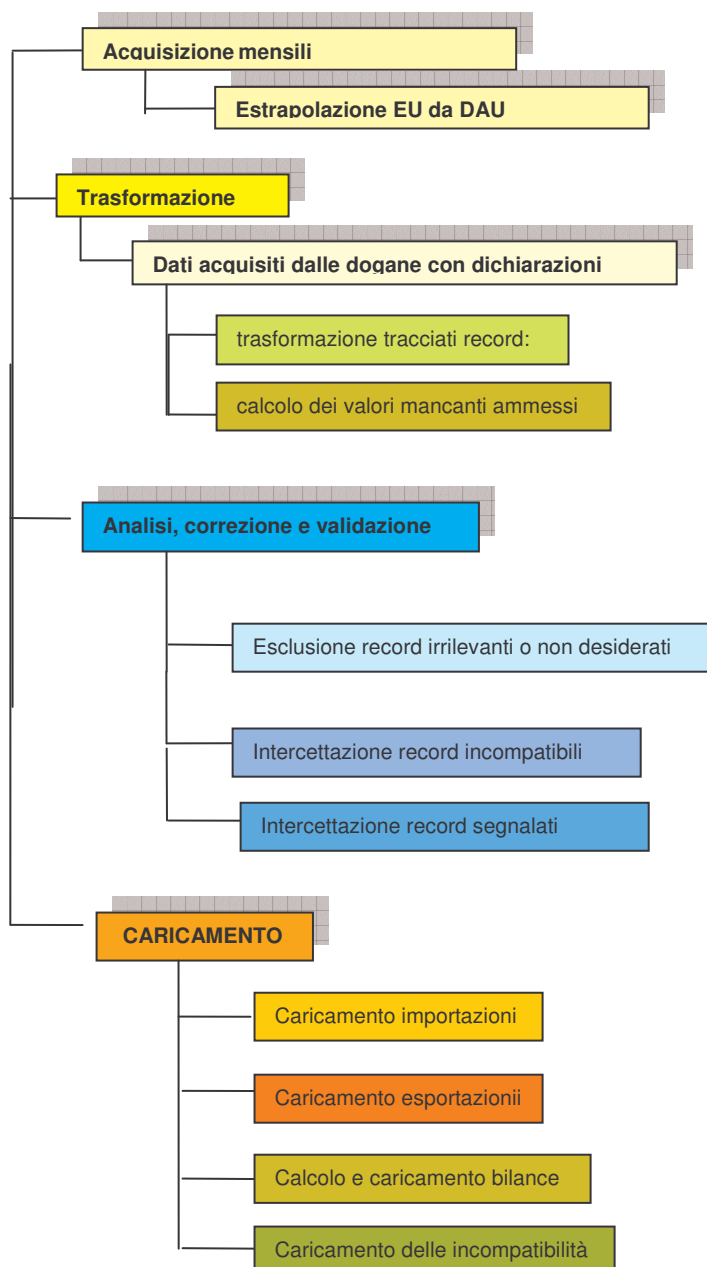 Acquisizione mensili
Estrapolazione EU da DAU
Trasformazione
Dati acquisiti dalle dogane con dichiarazioni
trasformazione tracciati record:
calcolo dei valori mancanti ammessi
Analisi, correzione e validazione
Esclusione record irrilevanti o non desiderati
Intercettazione record incompatibili
Intercettazione record segnalati
CARICAMENTO
Caricamento importazioni
Caricamento esportazionii
Calcolo e caricamento bilance
Caricamento delle incompatibilità